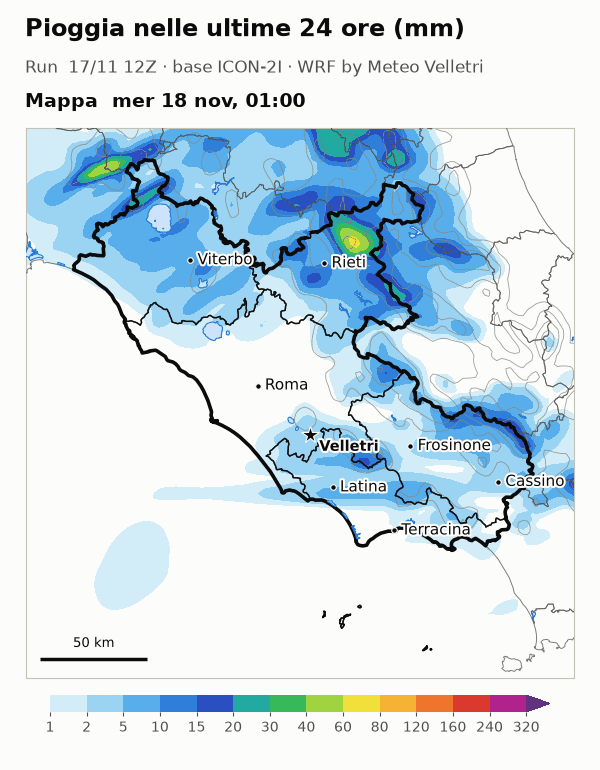 Pioggia nelle ultime 24 ore (mm)
Run  17/11 12Z · base ICON-2I · WRF by Meteo Velletri
Mappa  mer 18 nov, 01:00
Viterbo
Rieti
Roma
Velletri
Frosinone
Latina
Cassino
Terracina
50 km
1 2 5 10 15 20 30 40 60 80 120 160 240 320